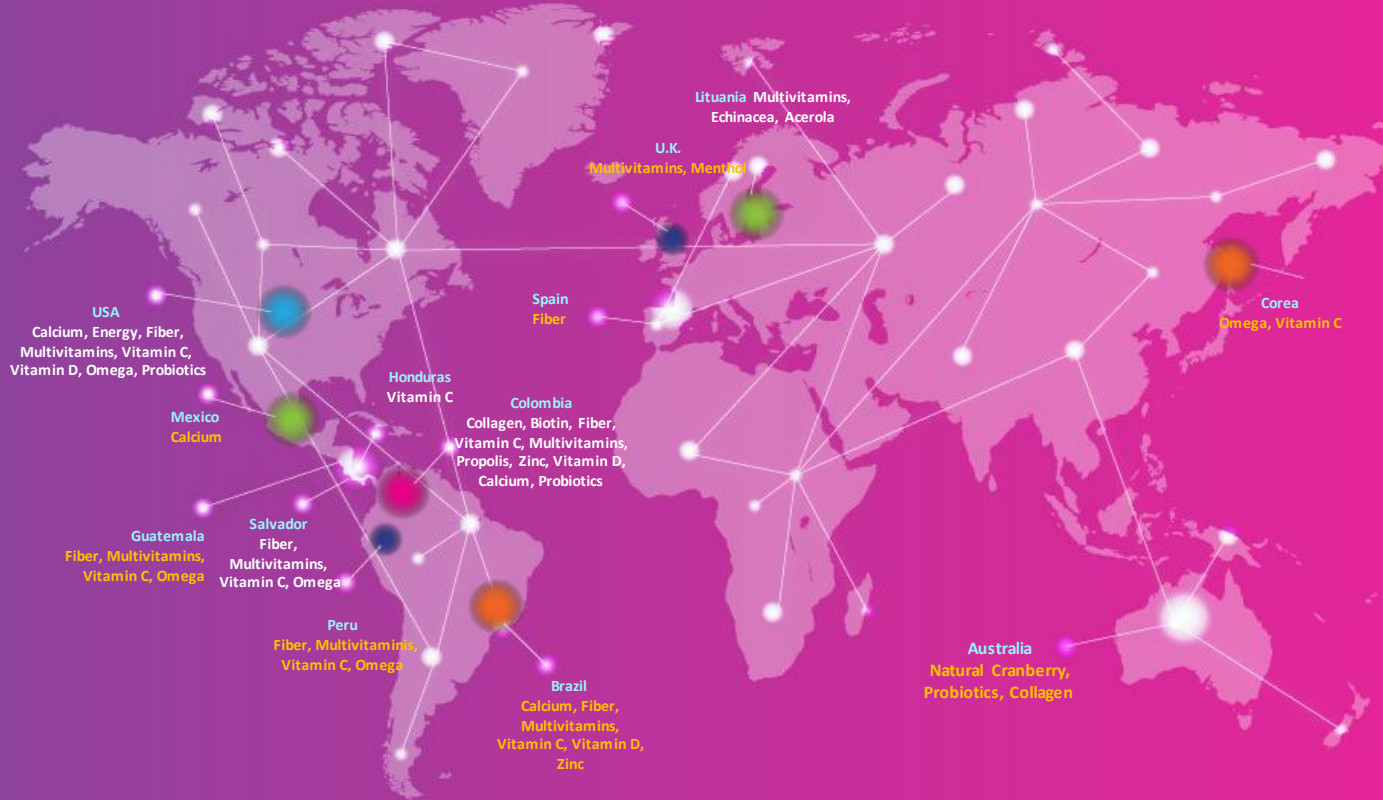 Lituania Multivitamins,
Echinacea, Acerola
U.K.
Multivitamins, Menthol
USA
Calcium, Energy, Fiber,
Multivitamins, Vitamin C,
Vitamin D, Omega, Probiotics
Spain
Fiber
Corea
Omega, Vitamin C
Honduras
Vitamin C
Mexico
Calcium
Colombia
Collagen, Biotin, Fiber,
Vitamin C, Multivitamins,
Propolis, Zinc, Vitamin D,
Calcium, Probiotics
Guatemala
Fiber, Multivitamins,
Vitamin C, Omega
Salvador
Fiber,
Multivitamins,
Vitamin C, Omega
Peru
Fiber, Multivitaminis,
Vitamin C, Omega
Brazil
Calcium, Fiber,
Multivitamins,
Vitamin C, Vitamin D,
Zinc
Australia
Natural Cranberry,
Probiotics, Collagen